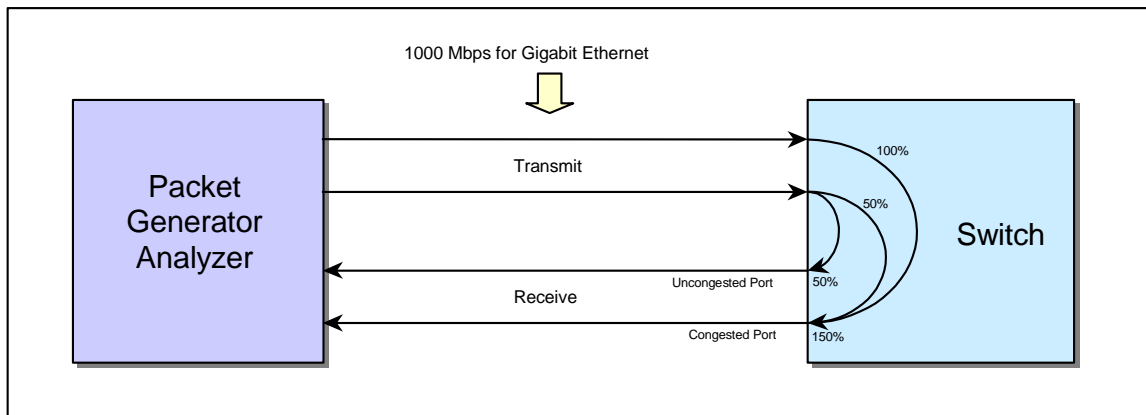 1000 Mbps for Gigabit Ethernet
Packet
Generator
Analyzer
Transmit
100%
50%
Switch
Uncongested Port
50%
Receive
Congested Port
150%